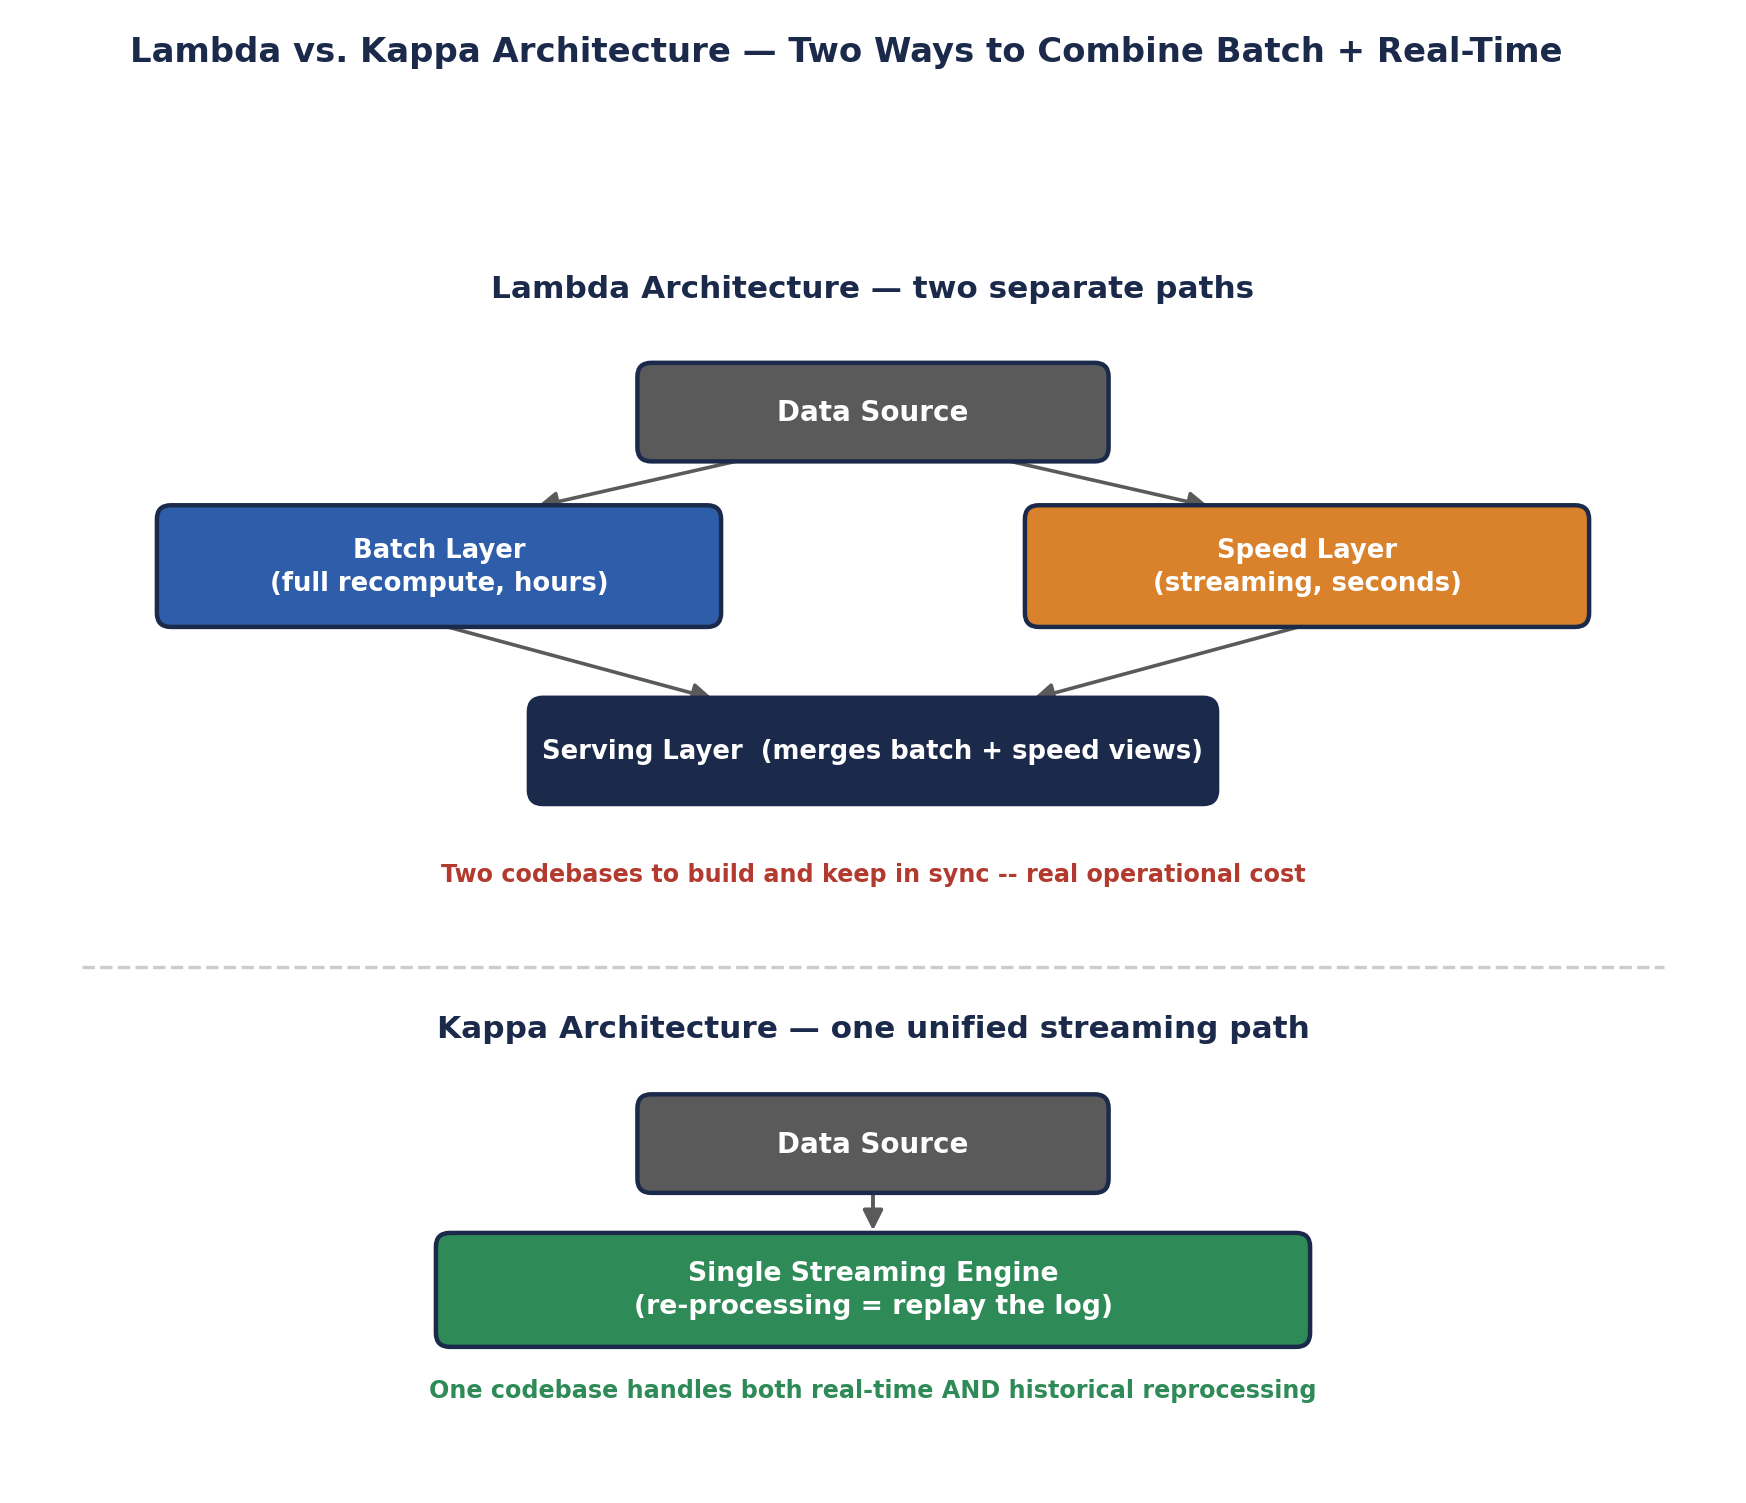 Lambda vs. Kappa Architecture — Two Ways to Combine Batch + Real-Time
Lambda Architecture — two separate paths
Data Source
Batch Layer
(full recompute, hours)
Speed Layer
(streaming, seconds)
Serving Layer  (merges batch + speed views)
Two codebases to build and keep in sync -- real operational cost
Kappa Architecture — one unified streaming path
Data Source
Single Streaming Engine
(re-processing = replay the log)
One codebase handles both real-time AND historical reprocessing